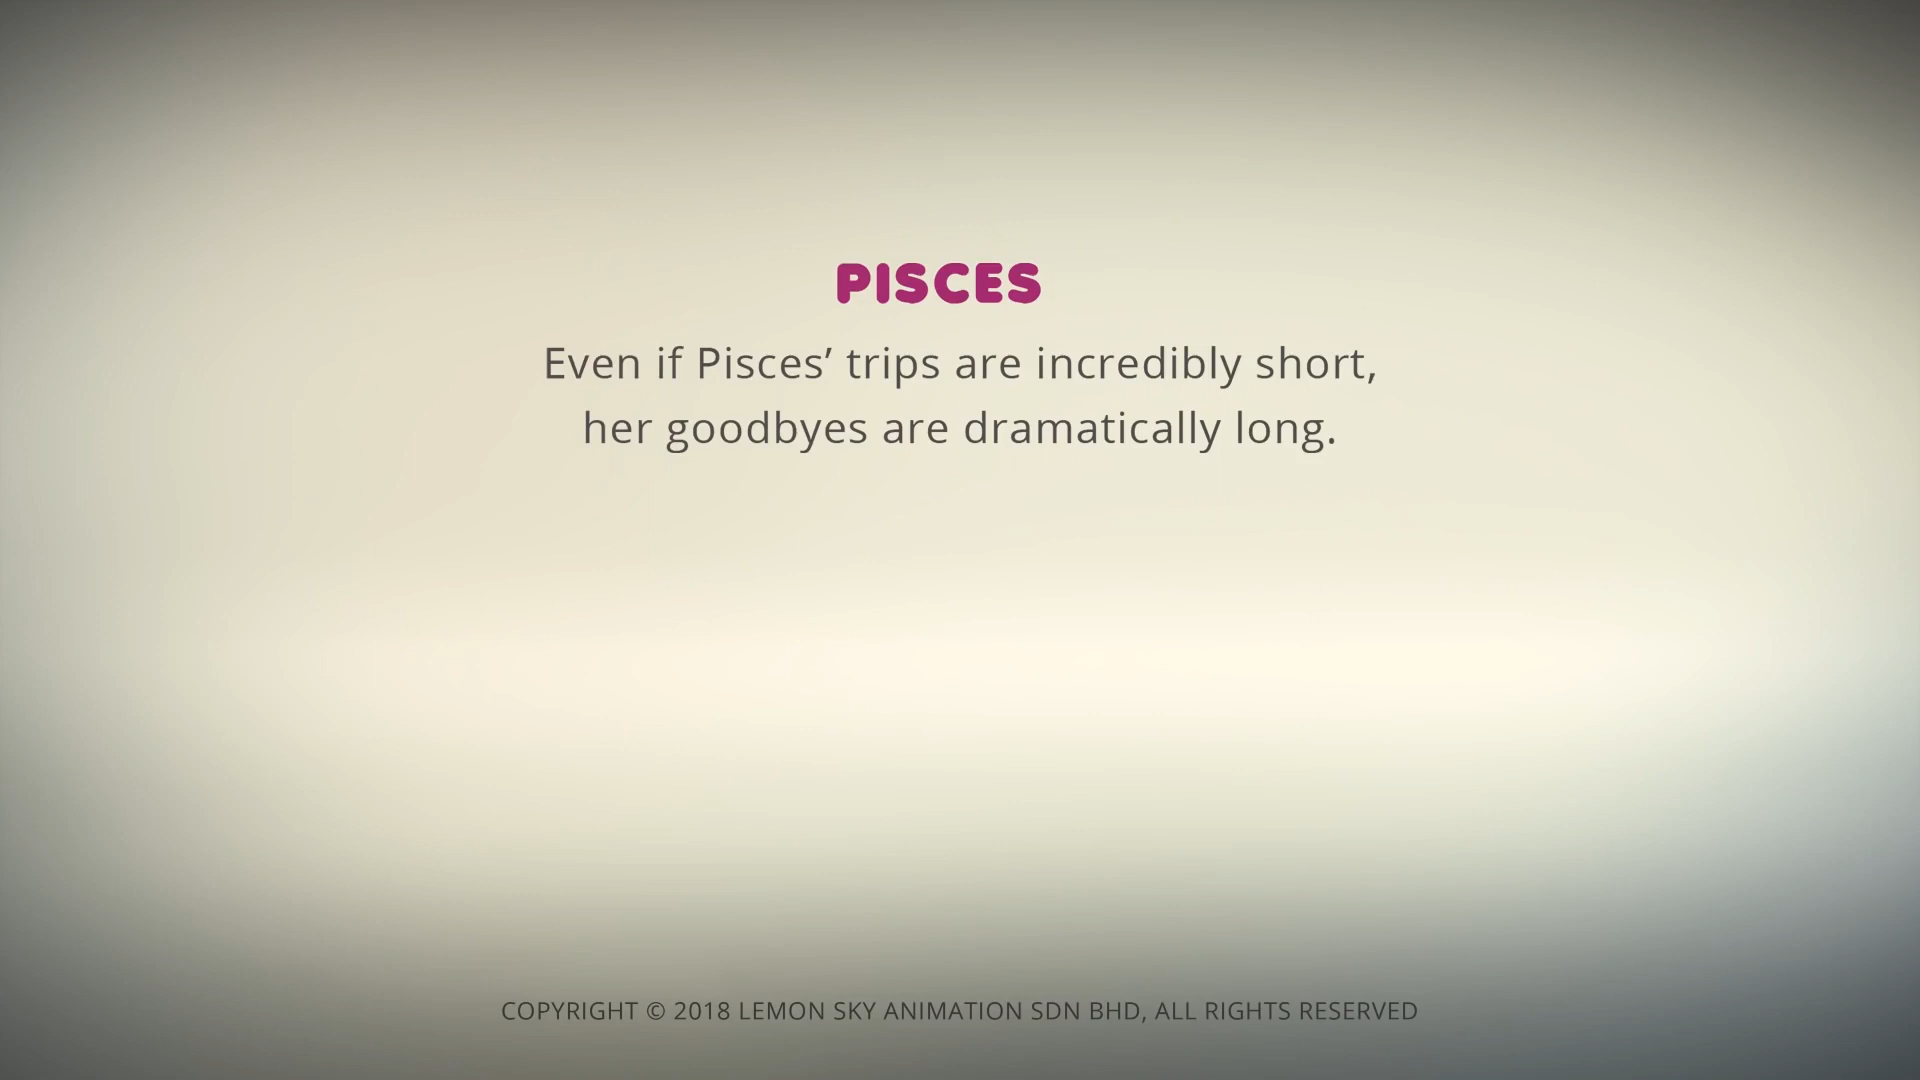 PISCES
Even if Pisces’ trips are incredibly short,
her goodbyes are dramatically long.
COPYRIGHT © 2018 LEMON SKY ANIMATION SDN BHD, ALL RIGHTS RESERVED